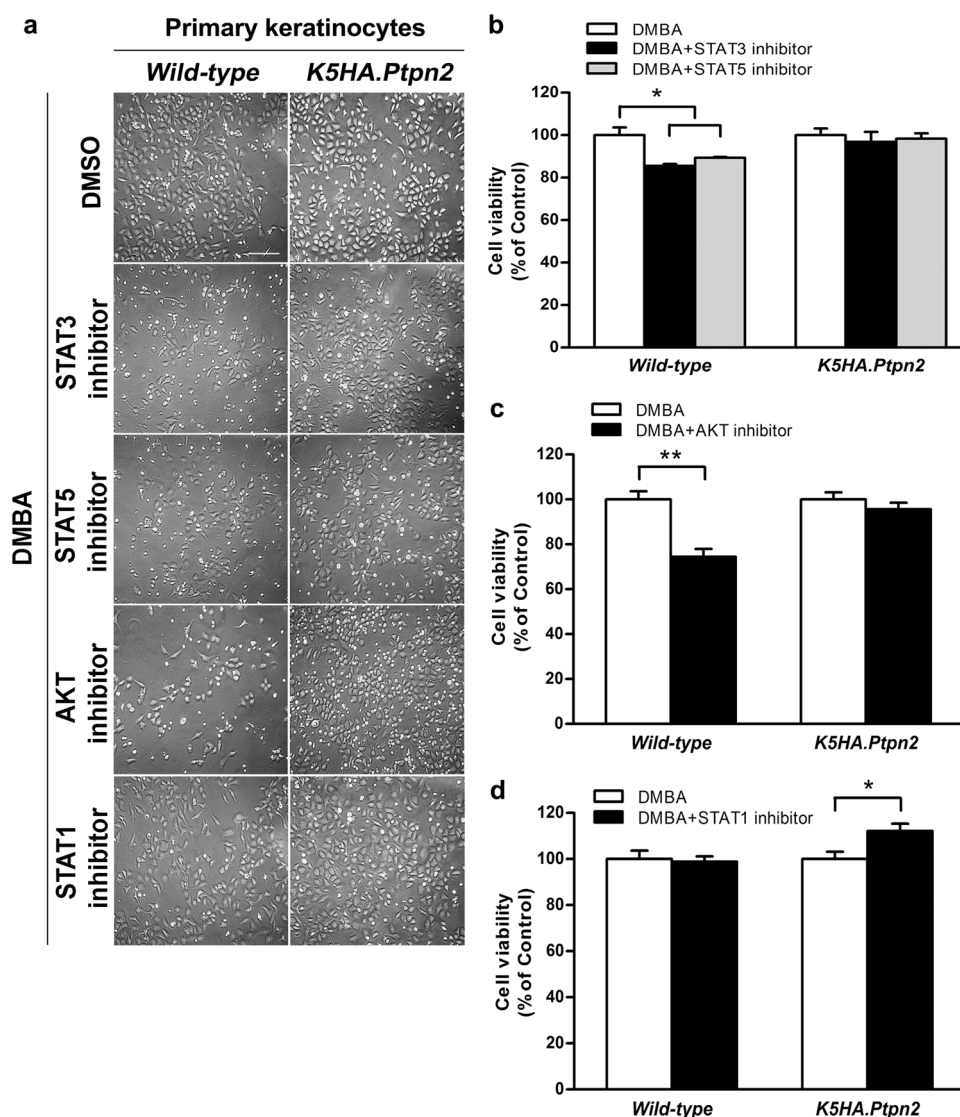 a
Primary keratinocytes
Wild-type K5HA.Ptpn2
DMSO
STAT3
inhibitor
STAT5
inhibitor
AKT
inhibitor
STAT1
inhibitor
DMBA
b
DMBA
DMBA+STAT3 inhibitor
DMBA+STAT5 inhibitor
Cell viability
(% of Control)
120
100
80
60
40
20
0
*
Wild-type K5HA.Ptpn2
c
DMBA
DMBA+AKT inhibitor
Cell viability
(% of Control)
120
100
80
60
40
20
0
**
Wild-type K5HA.Ptpn2
d
DMBA
DMBA+STAT1 inhibitor
Cell viability
(% of Control)
120
100
80
60
40
20
0
*
Wild-type K5HA.Ptpn2